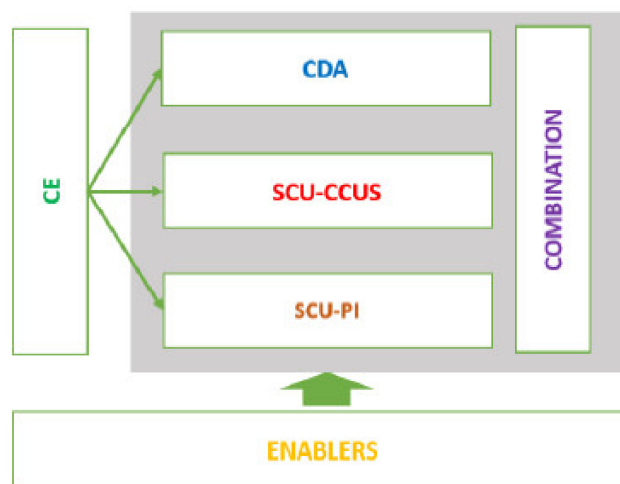 CE
CDA
SCU-CCUS
SCU-PI
COMBINATION
ENABLERS